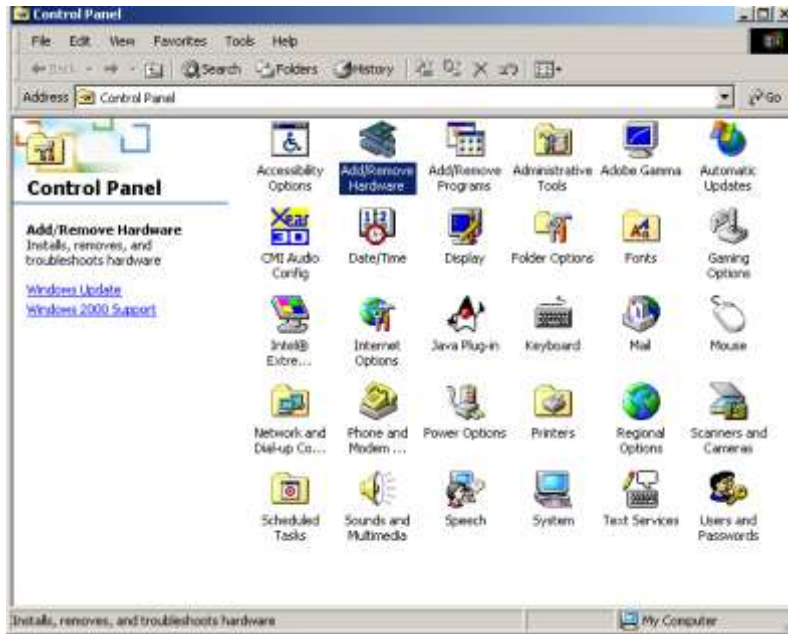 Control Panel
File Edit View Favorites Tools Help
Back Search Folders History
Address Control Panel Go
Control Panel
Add/Remove Hardware
Installs, removes, and
troubleshoots hardware
Windows Update
Windows 2000 Support
Accessibility
Options
Add/Remove
Hardware
Add/Remove
Programs
Administrative
Tools
Adobe Gamma
Automatic
Updates
Xear
3D
CMI Audio
Config
12
Date/Time
Display
Folder Options
Fonts
Gaming
Options
Intel®
Extre...
Internet
Options
Java Plug-in
Keyboard
Mail
Mouse
Network and
Dial-up Co...
Phone and
Modem ...
Power Options
Printers
Regional
Options
Scanners and
Cameras
Scheduled
Tasks
Sounds and
Multimedia
Speech
System
Text Services
Users and
Passwords
Installs, removes, and troubleshoots hardware My Computer